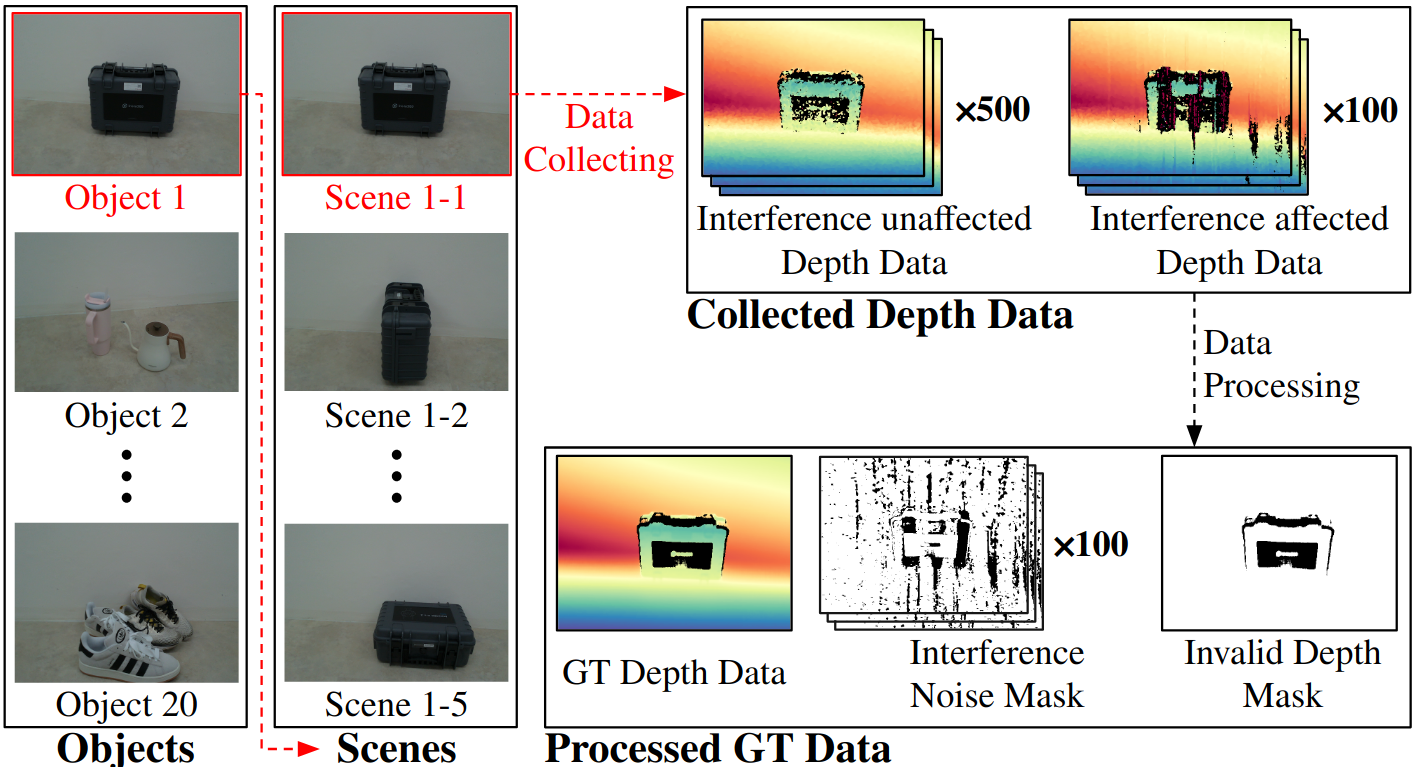 Object 1
Object 2
Object 20
Objects
Scene 1-1
Scene 1-2
Scene 1-5
Scenes
Data
Collecting
×500
×100
Interference unaffected
Depth Data
Interference affected
Depth Data
Collected Depth Data
Data
Processing
×100
GT Depth Data
Interference
Noise Mask
Invalid Depth
Mask
Processed GT Data